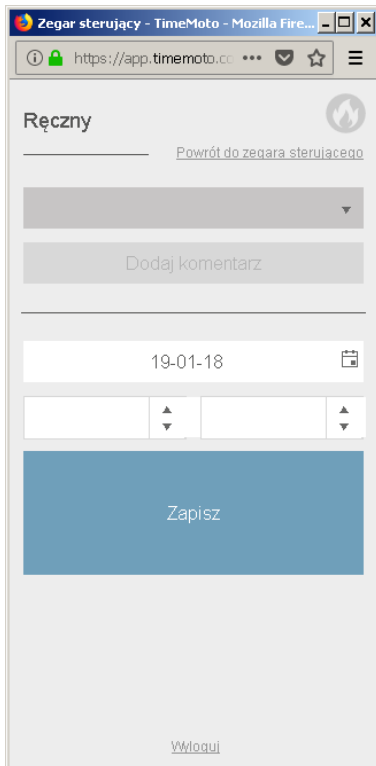 Zegar sterujący - TimeMoto - Mozilla Fire...
https://app.timemoto.cc
Ręczny
Powrót do zegara sterującego
Dodaj komentarz
19-01-18
Zapisz
Wyloguj